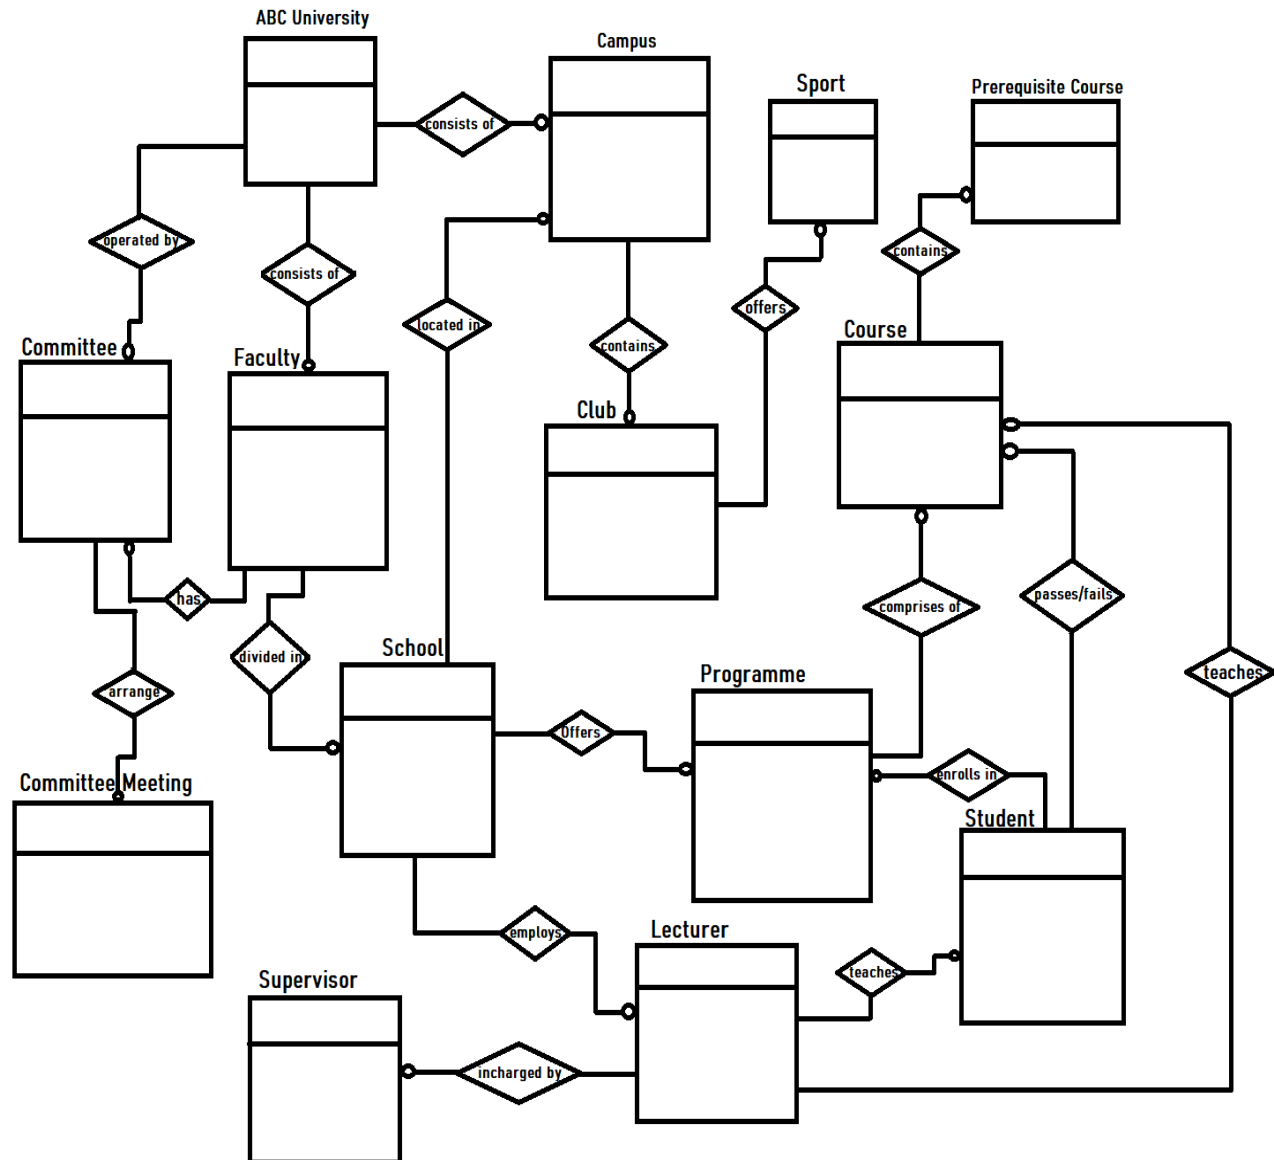 ABC University
Campus
Sport
Prerequisite Course
consists of
operated by
consists of
contains
offers
located in
contains
Committee
Faculty
Course
Club
has
passes/fails
comprises of
divided in
School
teaches
arrange
Programme
Offers
enrolls in
Committee Meeting
Student
employs
Lecturer
teaches
Supervisor
incharged by